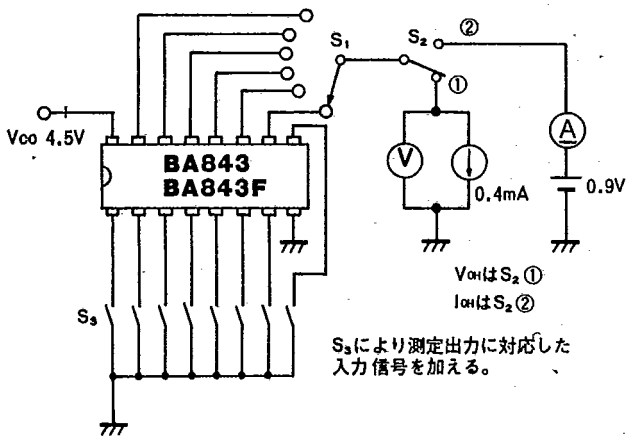 S₁
S₂
②
①
Vcc 4.5V
BA843
BA843F
V
0.4mA
A
0.9V
VOHはS₂①
IOHはS₂②
S₃
S₃により測定出力に対応した
入力信号を加える。